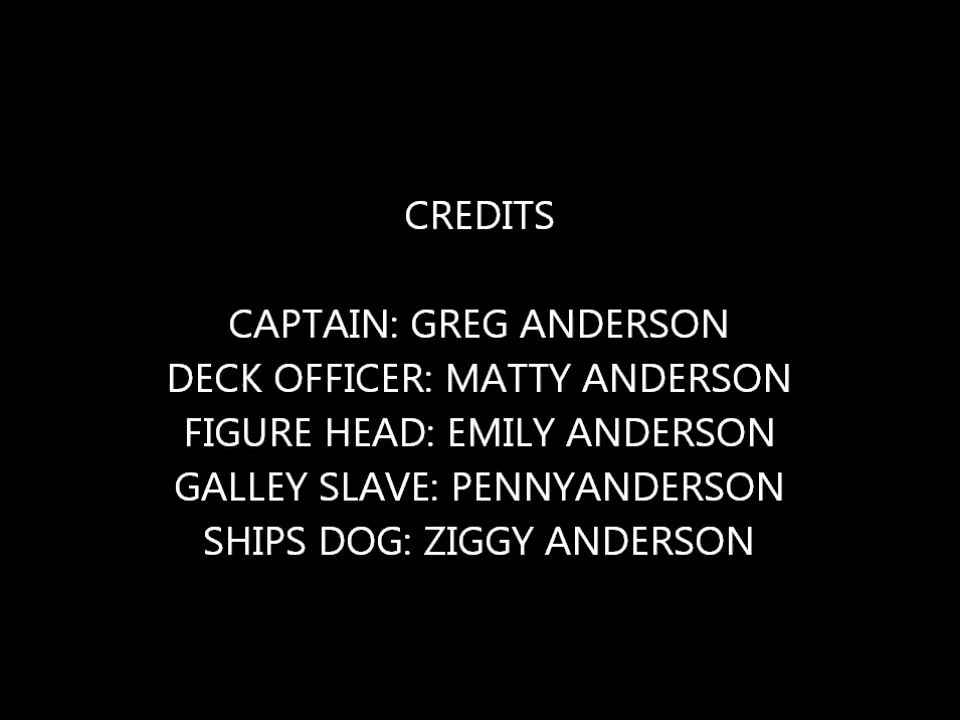 CREDITS
CAPTAIN: GREG ANDERSON
DECK OFFICER: MATTY ANDERSON
FIGURE HEAD: EMILY ANDERSON
GALLEY SLAVE: PENNYANDERSON
SHIPS DOG: ZIGGY ANDERSON